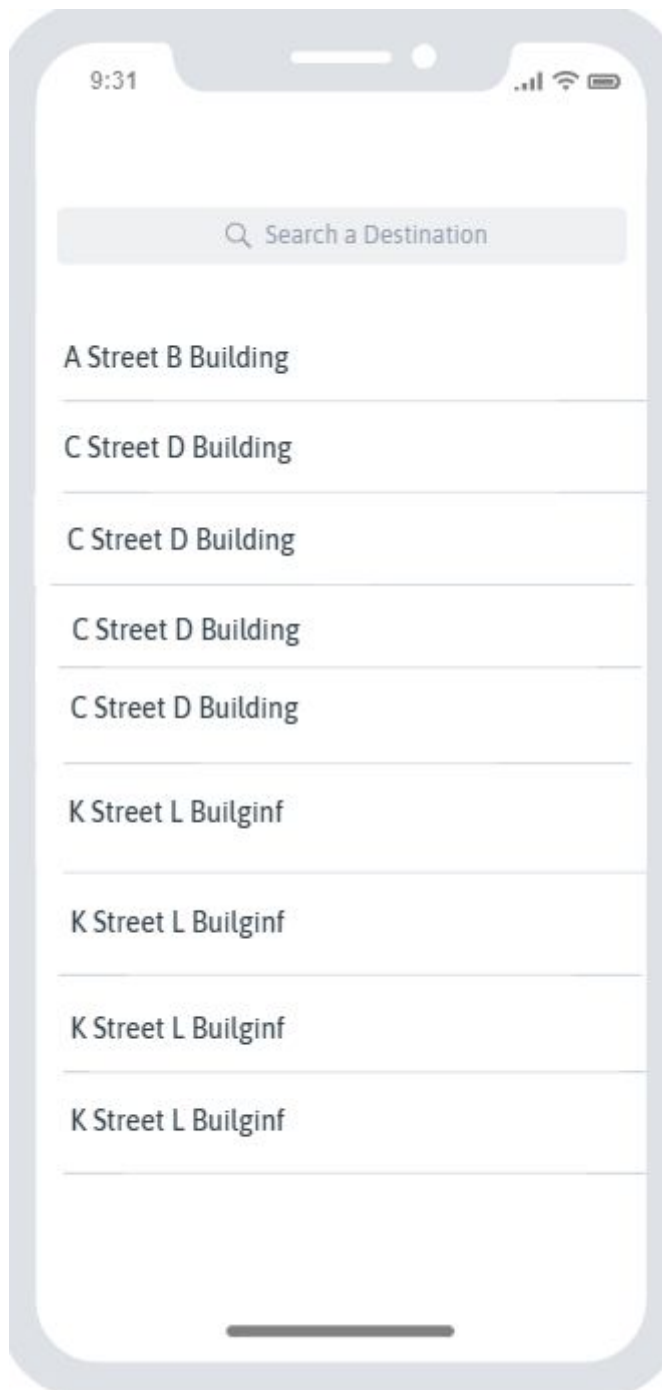 9:31
Search a Destination
A Street B Building
C Street D Building
C Street D Building
C Street D Building
C Street D Building
K Street L Builginf
K Street L Builginf
K Street L Builginf
K Street L Builginf